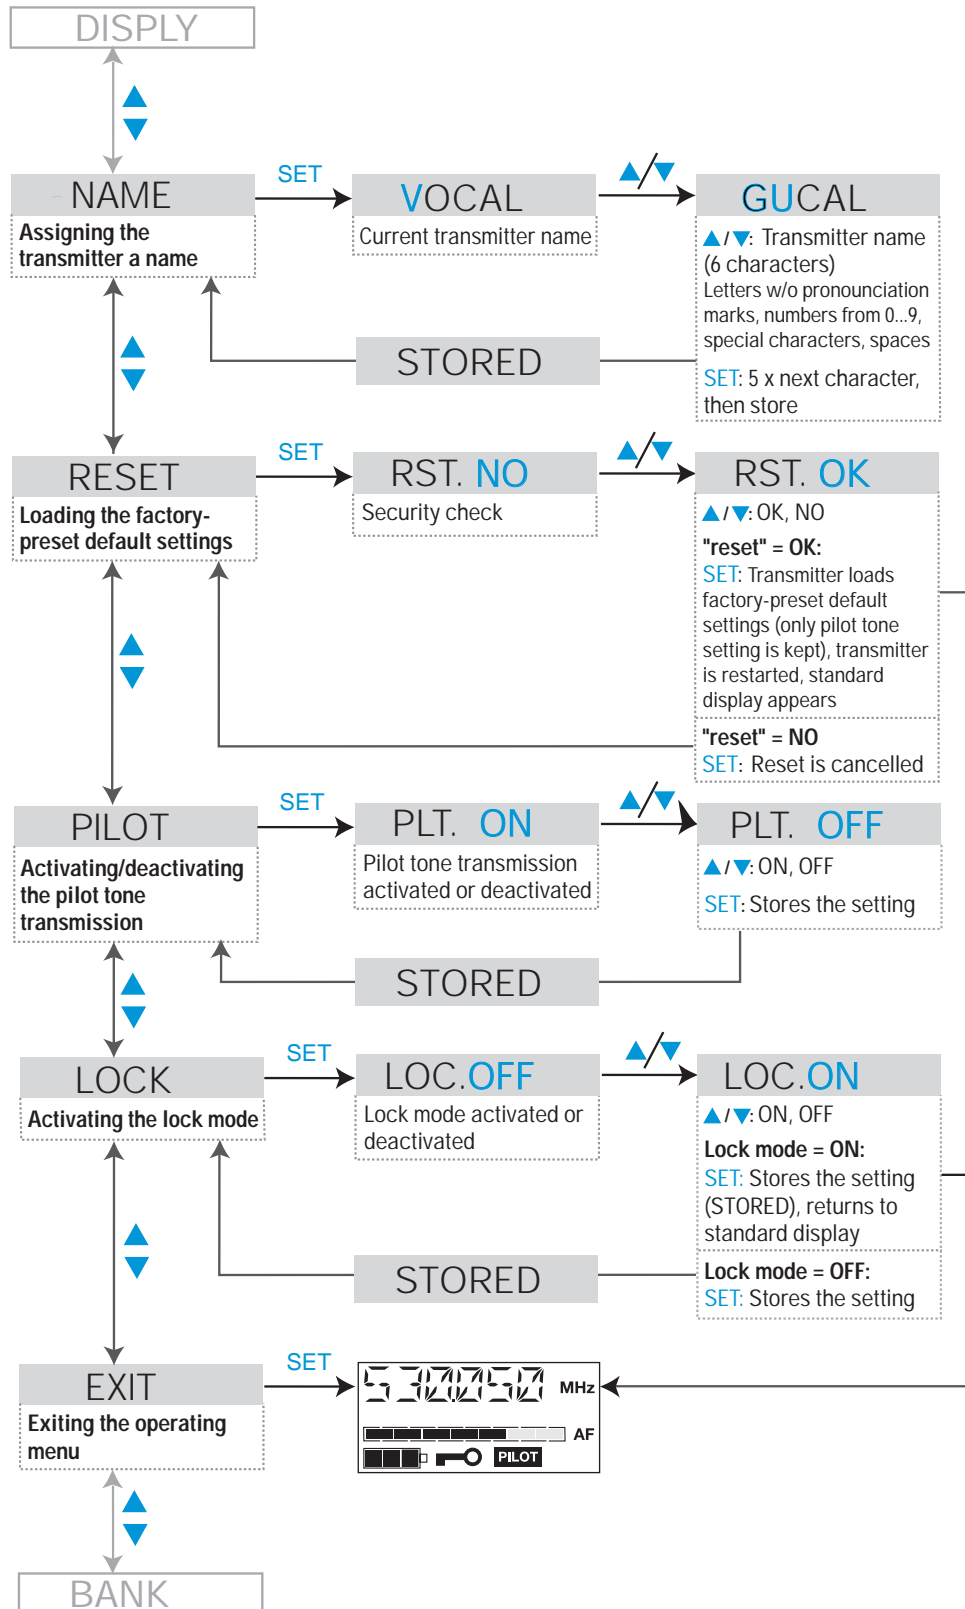 DISPLY
NAME
Assigning the
transmitter a name
SET
VOCAL
Current transmitter name
GUCAL
▲/▼: Transmitter name
(6 characters)
Letters w/o pronounciation
marks, numbers from 0...9,
special characters, spaces
SET: 5 x next character,
then store
STORED
RESET
Loading the factory-
preset default settings
SET
RST. NO
Security check
RST. OK
▲/▼: OK, NO
"reset" = OK:
SET: Transmitter loads
factory-preset default
settings (only pilot tone
setting is kept), transmitter
is restarted, standard
display appears
"reset" = NO
SET: Reset is cancelled
PILOT
Activating/deactivating
the pilot tone
transmission
SET
PLT. ON
Pilot tone transmission
activated or deactivated
PLT. OFF
▲/▼: ON, OFF
SET: Stores the setting
STORED
LOCK
Activating the lock mode
SET
LOC.OFF
Lock mode activated or
deactivated
LOC.ON
▲/▼: ON, OFF
Lock mode = ON:
SET: Stores the setting
(STORED), returns to
standard display
Lock mode = OFF:
SET: Stores the setting
STORED
EXIT
Exiting the operating
menu
SET
530.050 MHz
AF
PILOT
BANK